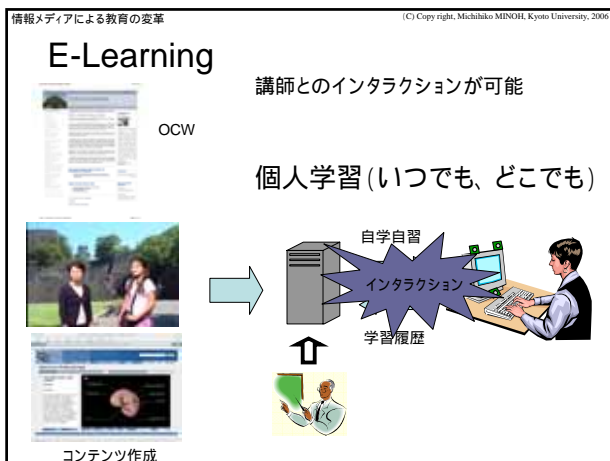 情報メディアによる教育の変革
(C) Copy right, Michihiko MINOH, Kyoto University, 2006
E-Learning
講師とのインタラクションが可能
OCW
個人学習(いつでも、どこでも)
自学自習
インタラクション
学習履歴
コンテンツ作成